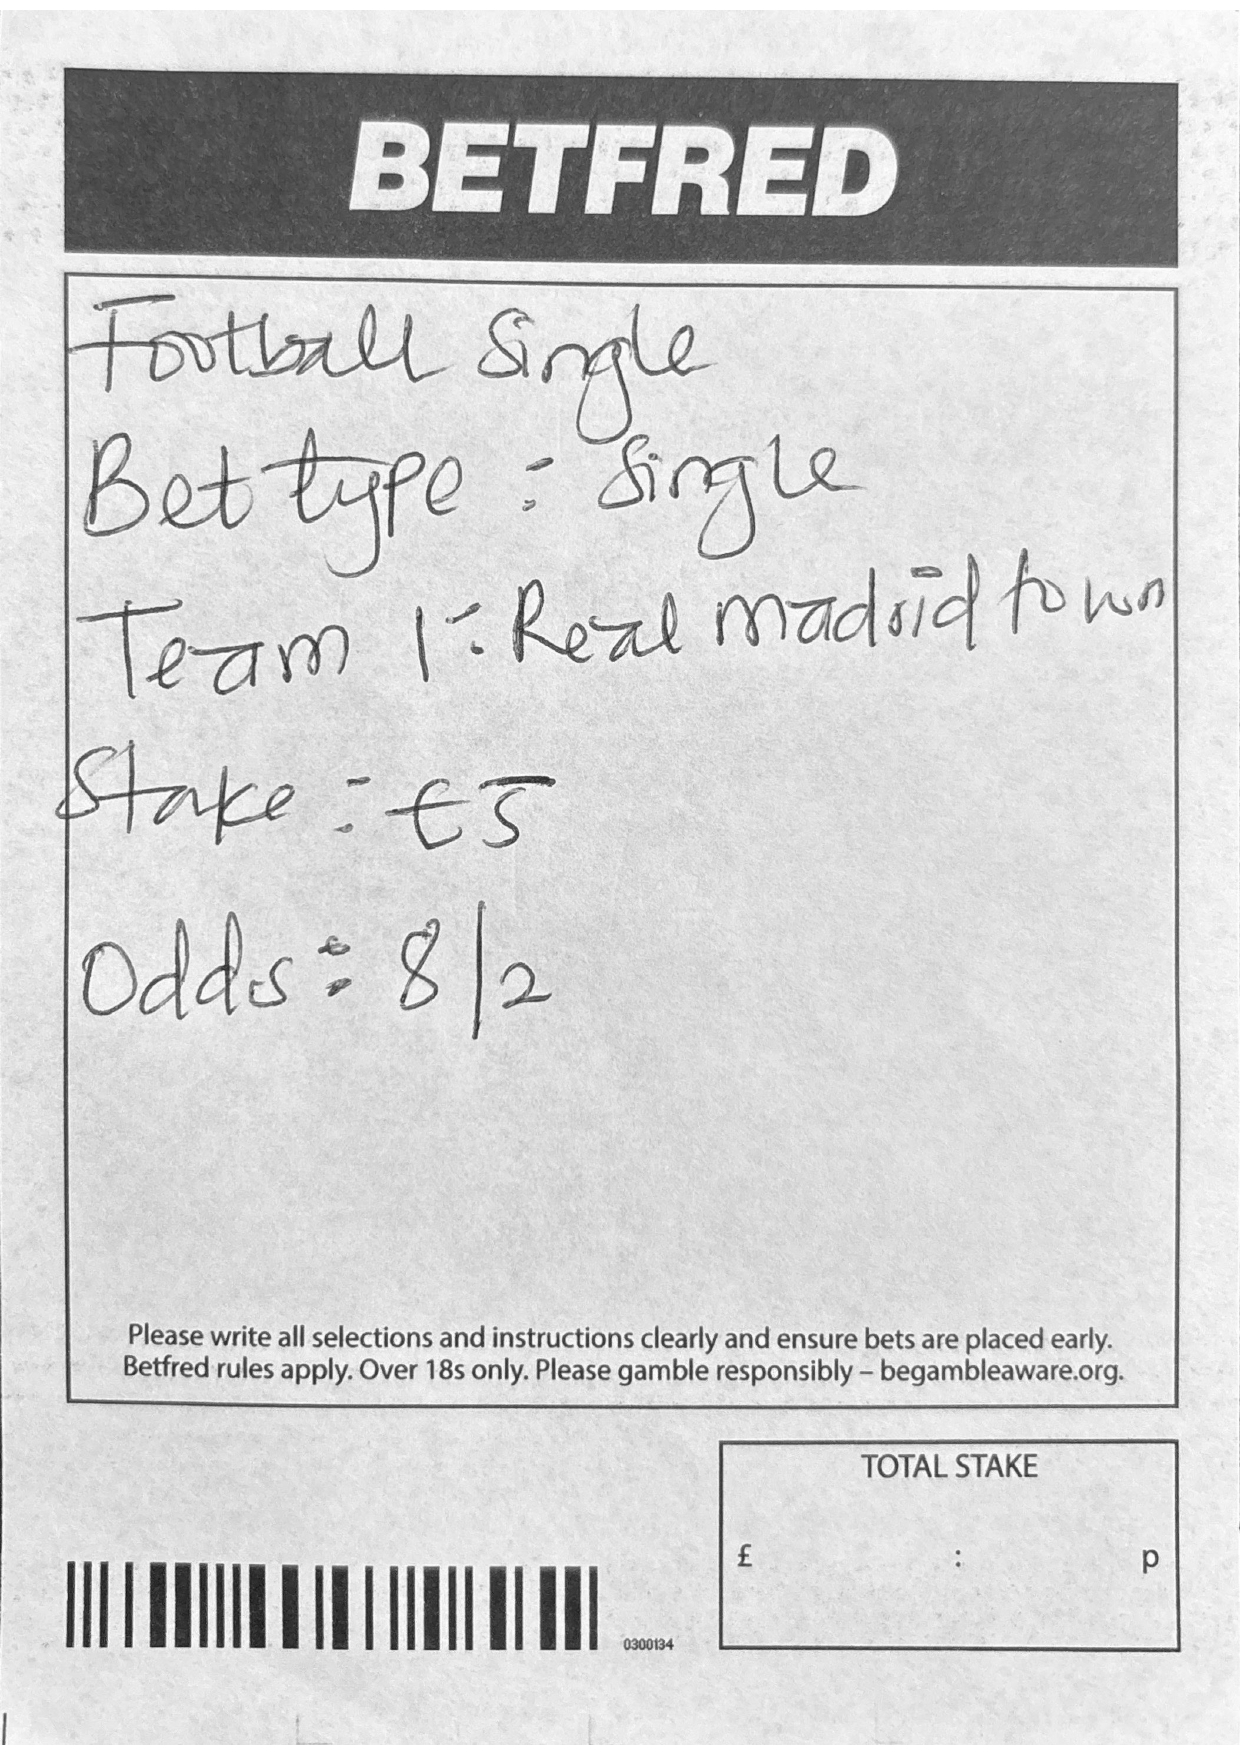 BETFRED
Football Single
Bet type : Single
Team 1 : Real madrid town
Stake : £5
Odds : 8/2
Please write all selections and instructions clearly and ensure bets are placed early.
Betfred rules apply. Over 18s only. Please gamble responsibly – begambleaware.org.
TOTAL STAKE
£ : p
0300134